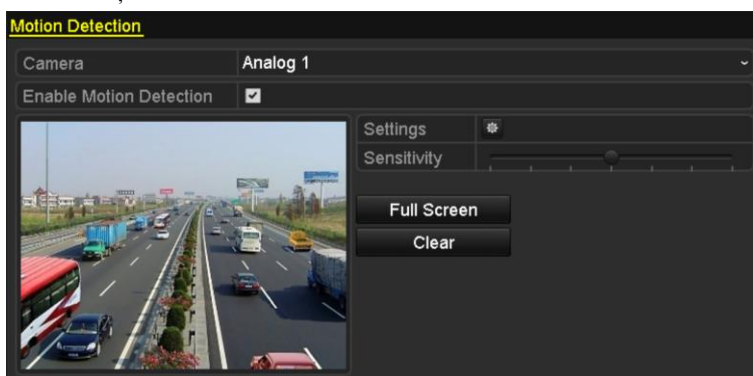 Motion Detection
Camera Analog 1
Enable Motion Detection
Settings
Sensitivity
Full Screen
Clear